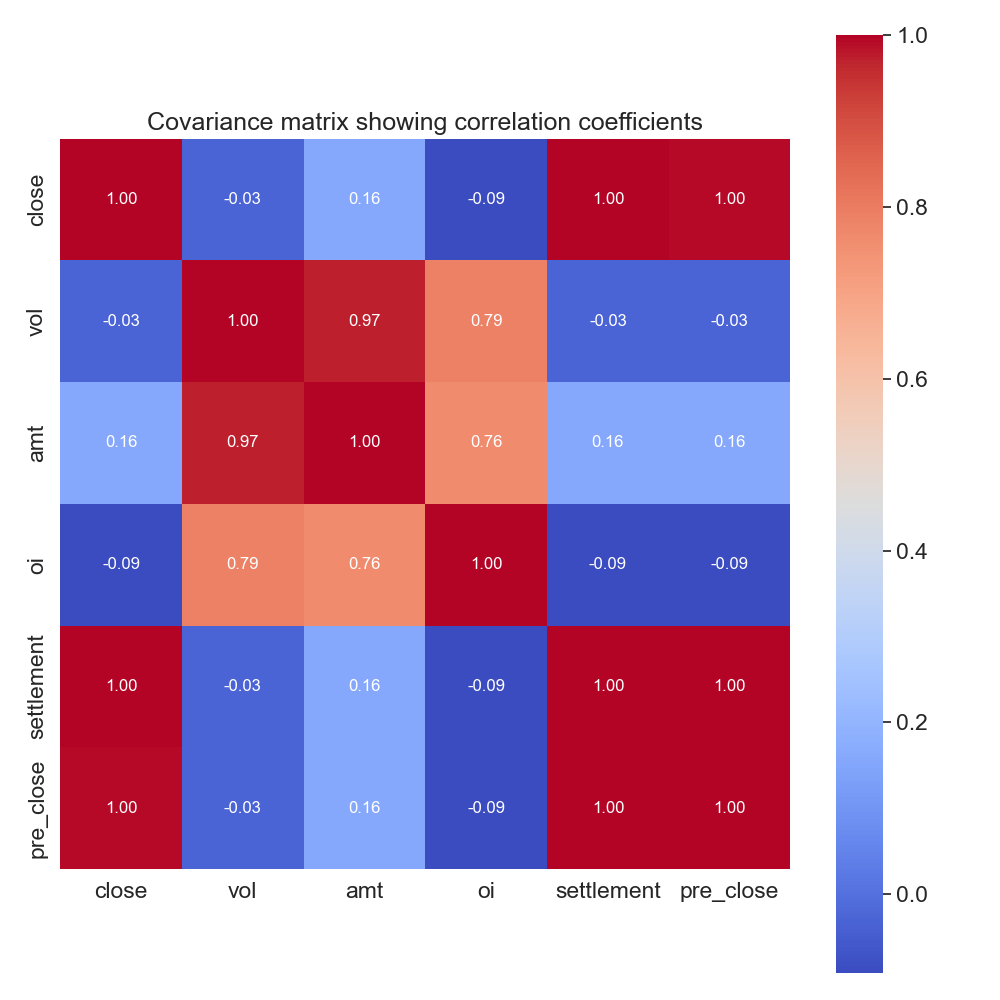 Covariance matrix showing correlation coefficients
close 1.00 -0.03 0.16 -0.09 1.00 1.00
vol -0.03 1.00 0.97 0.79 -0.03 -0.03
amt 0.16 0.97 1.00 0.76 0.16 0.16
oi -0.09 0.79 0.76 1.00 -0.09 -0.09
settlement 1.00 -0.03 0.16 -0.09 1.00 1.00
pre_close 1.00 -0.03 0.16 -0.09 1.00 1.00
close vol amt oi settlement pre_close
1.0
0.8
0.6
0.4
0.2
0.0